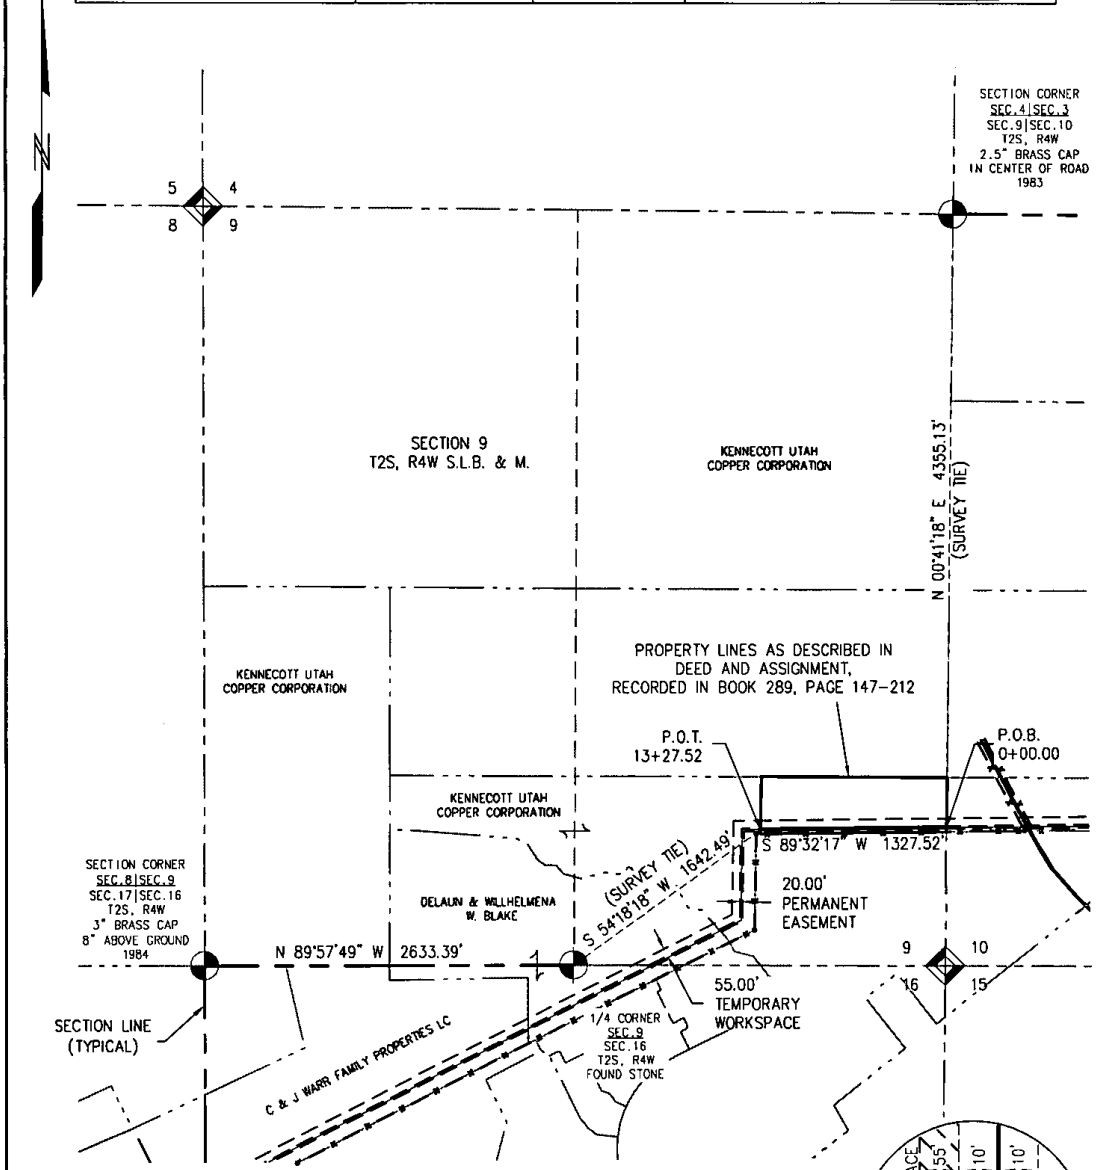 SECTION CORNER
SEC.4|SEC.3
SEC.9|SEC.10
T2S, R4W
2.5" BRASS CAP
IN CENTER OF ROAD
1983
N
5 4
8 9
SECTION 9
T2S, R4W S.L.B. & M.
KENNECOTT UTAH
COPPER CORPORATION
N 00°41'18" E 4355.13'
(SURVEY TIE)
PROPERTY LINES AS DESCRIBED IN
DEED AND ASSIGNMENT,
RECORDED IN BOOK 289, PAGE 147-212
KENNECOTT UTAH
COPPER CORPORATION
P.O.T.
13+27.52
P.O.B.
0+00.00
KENNECOTT UTAH
COPPER CORPORATION
S 89°32'17" W 1327.52'
(SURVEY TIE)
S 54°18'18" W 1642.49'
SECTION CORNER
SEC.8|SEC.9
SEC.17|SEC.16
T2S, R4W
3" BRASS CAP
8" ABOVE GROUND
1984
DELAUN & WILLHELMENA
W. BLAKE
20.00'
PERMANENT
EASEMENT
N 89°57'49" W 2633.39'
9 10
16 15
55.00'
TEMPORARY
WORKSPACE
SECTION LINE
(TYPICAL)
1/4 CORNER
SEC.9
SEC.16
T2S, R4W
FOUND STONE
C & J WARR FAMILY PROPERTIES LC
55'
10'
10'